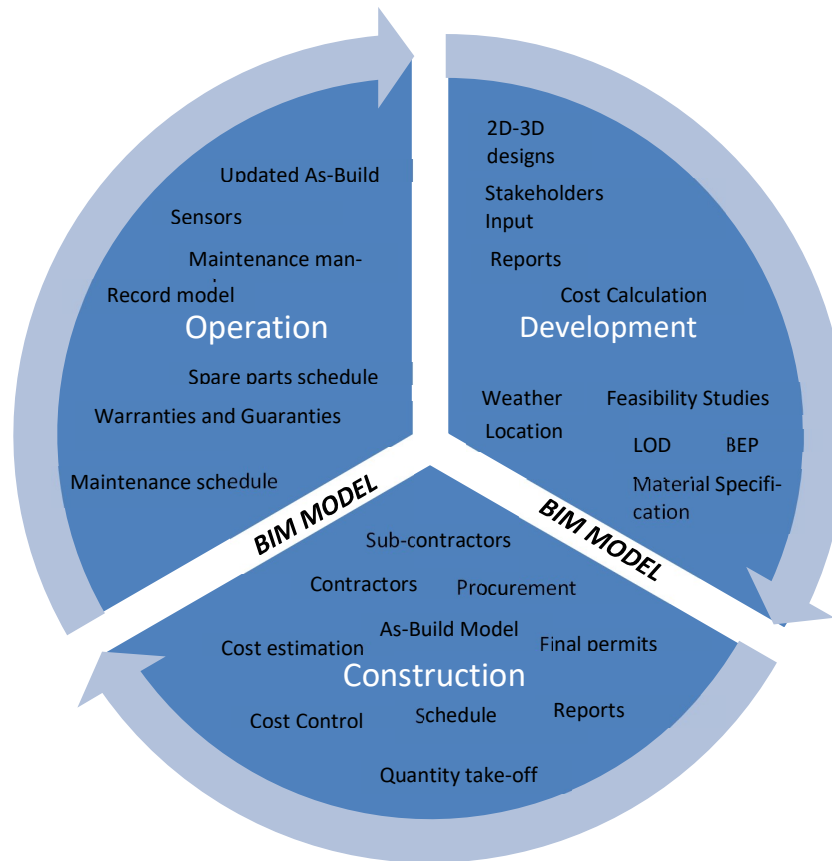 2D-3D
designs
Stakeholders
Input
Reports
Cost Calculation
Development
Weather
Feasibility Studies
Location
LOD
BEP
Material Specifi-
cation
BIM MODEL
Sub-contractors
Contractors
Procurement
As-Build Model
Cost estimation
Final permits
Construction
Cost Control
Schedule
Reports
Quantity take-off
BIM MODEL
Updated As-Build
Sensors
Maintenance man-
Record model
Operation
Spare parts schedule
Warranties and Guaranties
Maintenance schedule